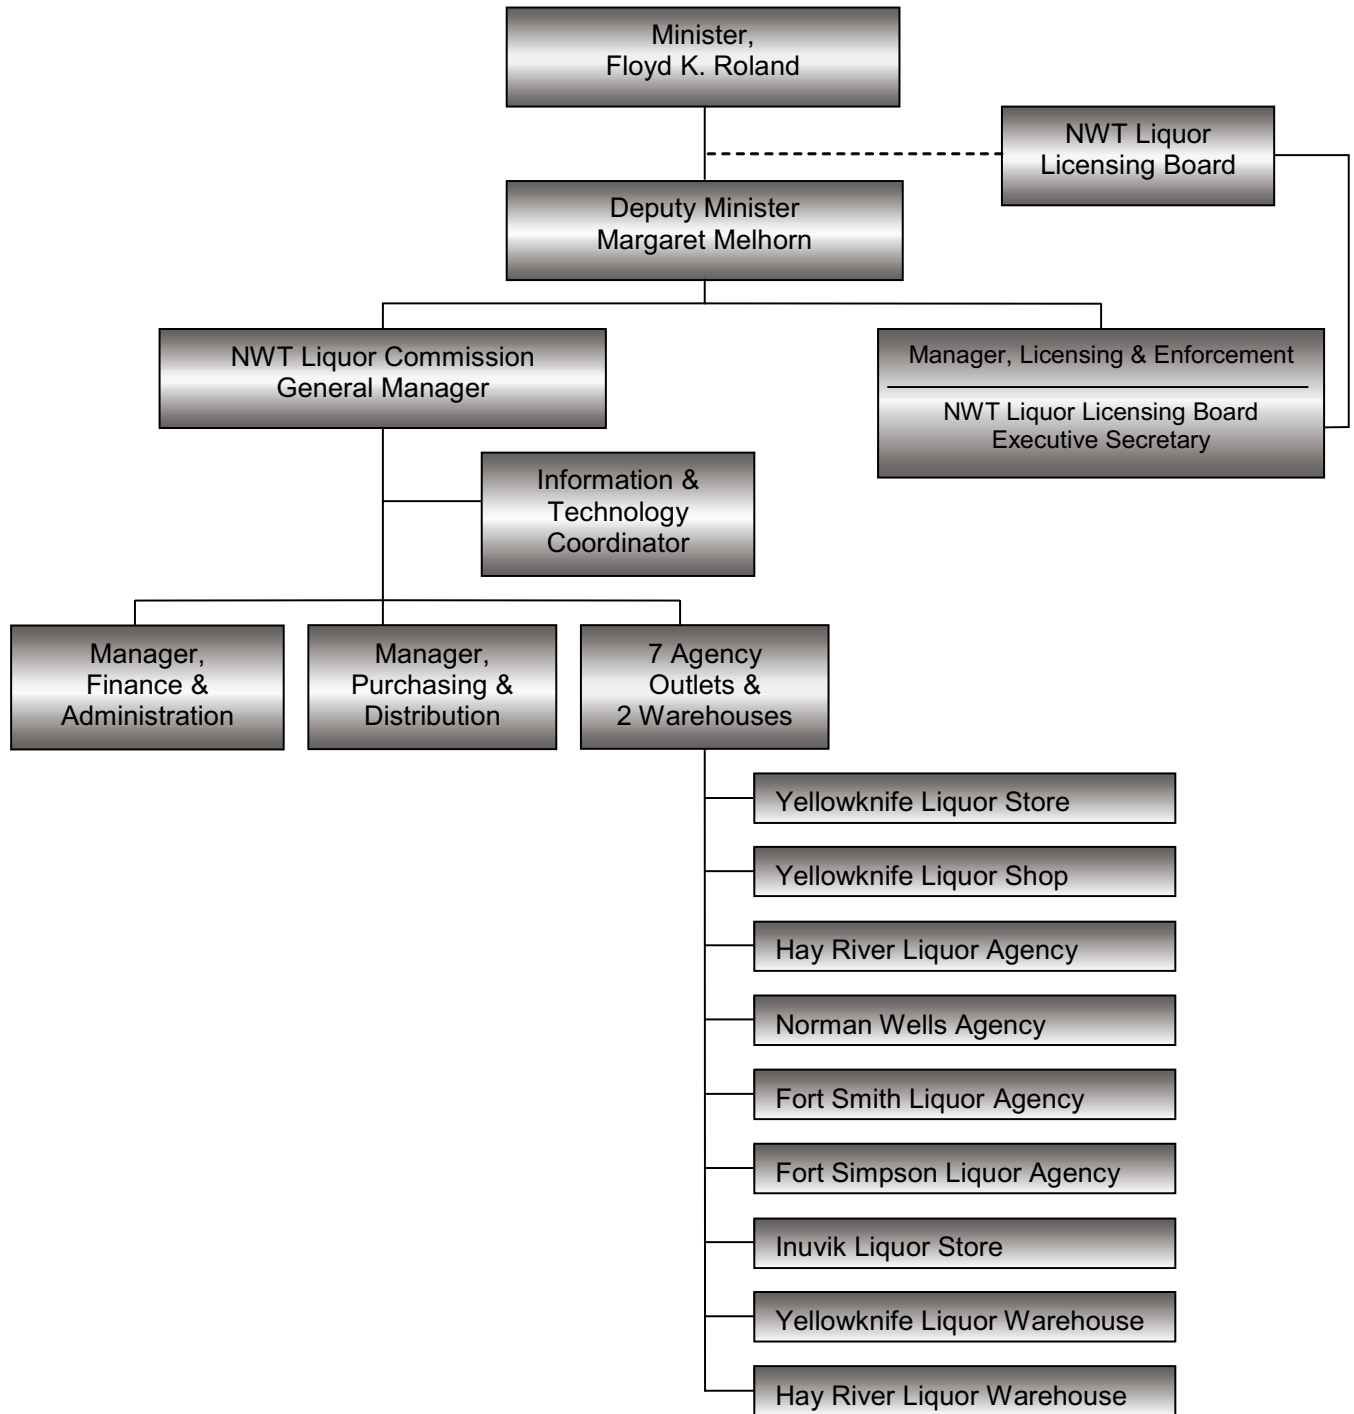 Minister,
Floyd K. Roland
NWT Liquor
Licensing Board
Deputy Minister
Margaret Melhorn
NWT Liquor Commission
General Manager
Manager, Licensing & Enforcement
NWT Liquor Licensing Board
Executive Secretary
Information &
Technology
Coordinator
Manager,
Finance &
Administration
Manager,
Purchasing &
Distribution
7 Agency
Outlets &
2 Warehouses
Yellowknife Liquor Store
Yellowknife Liquor Shop
Hay River Liquor Agency
Norman Wells Agency
Fort Smith Liquor Agency
Fort Simpson Liquor Agency
Inuvik Liquor Store
Yellowknife Liquor Warehouse
Hay River Liquor Warehouse